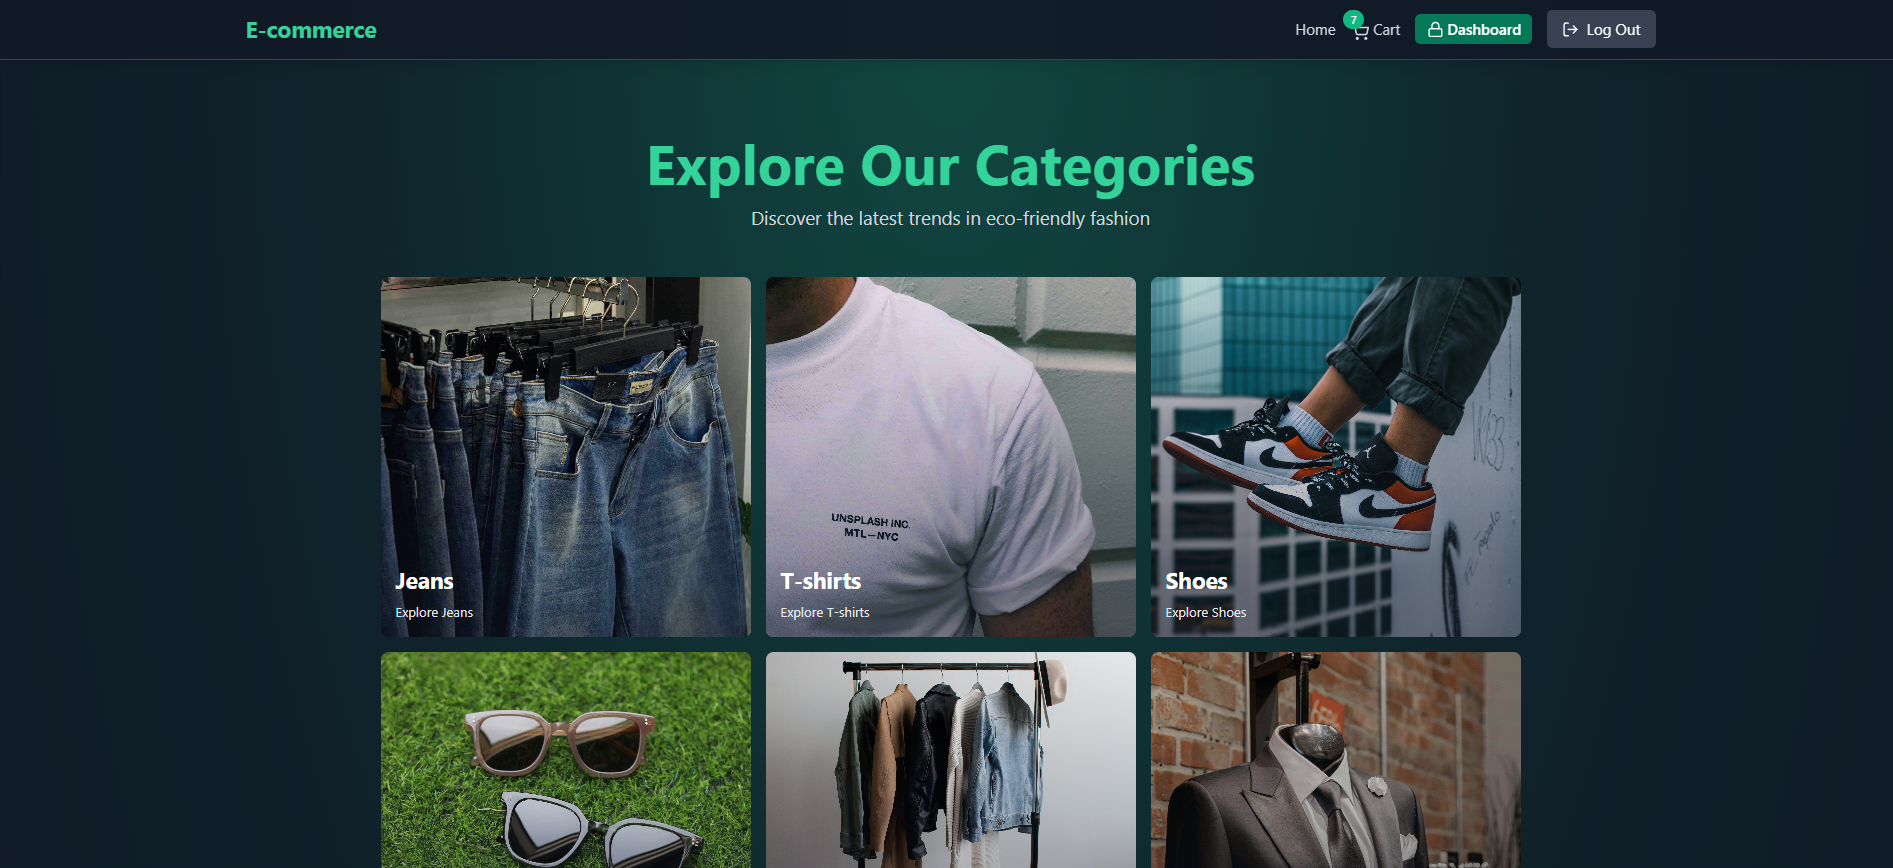 E-commerce
Home
7
Cart
Dashboard
Log Out
Explore Our Categories
Discover the latest trends in eco-friendly fashion
UNSPLASH INC.
MTL—NYC
Jeans
Explore Jeans
T-shirts
Explore T-shirts
Shoes
Explore Shoes